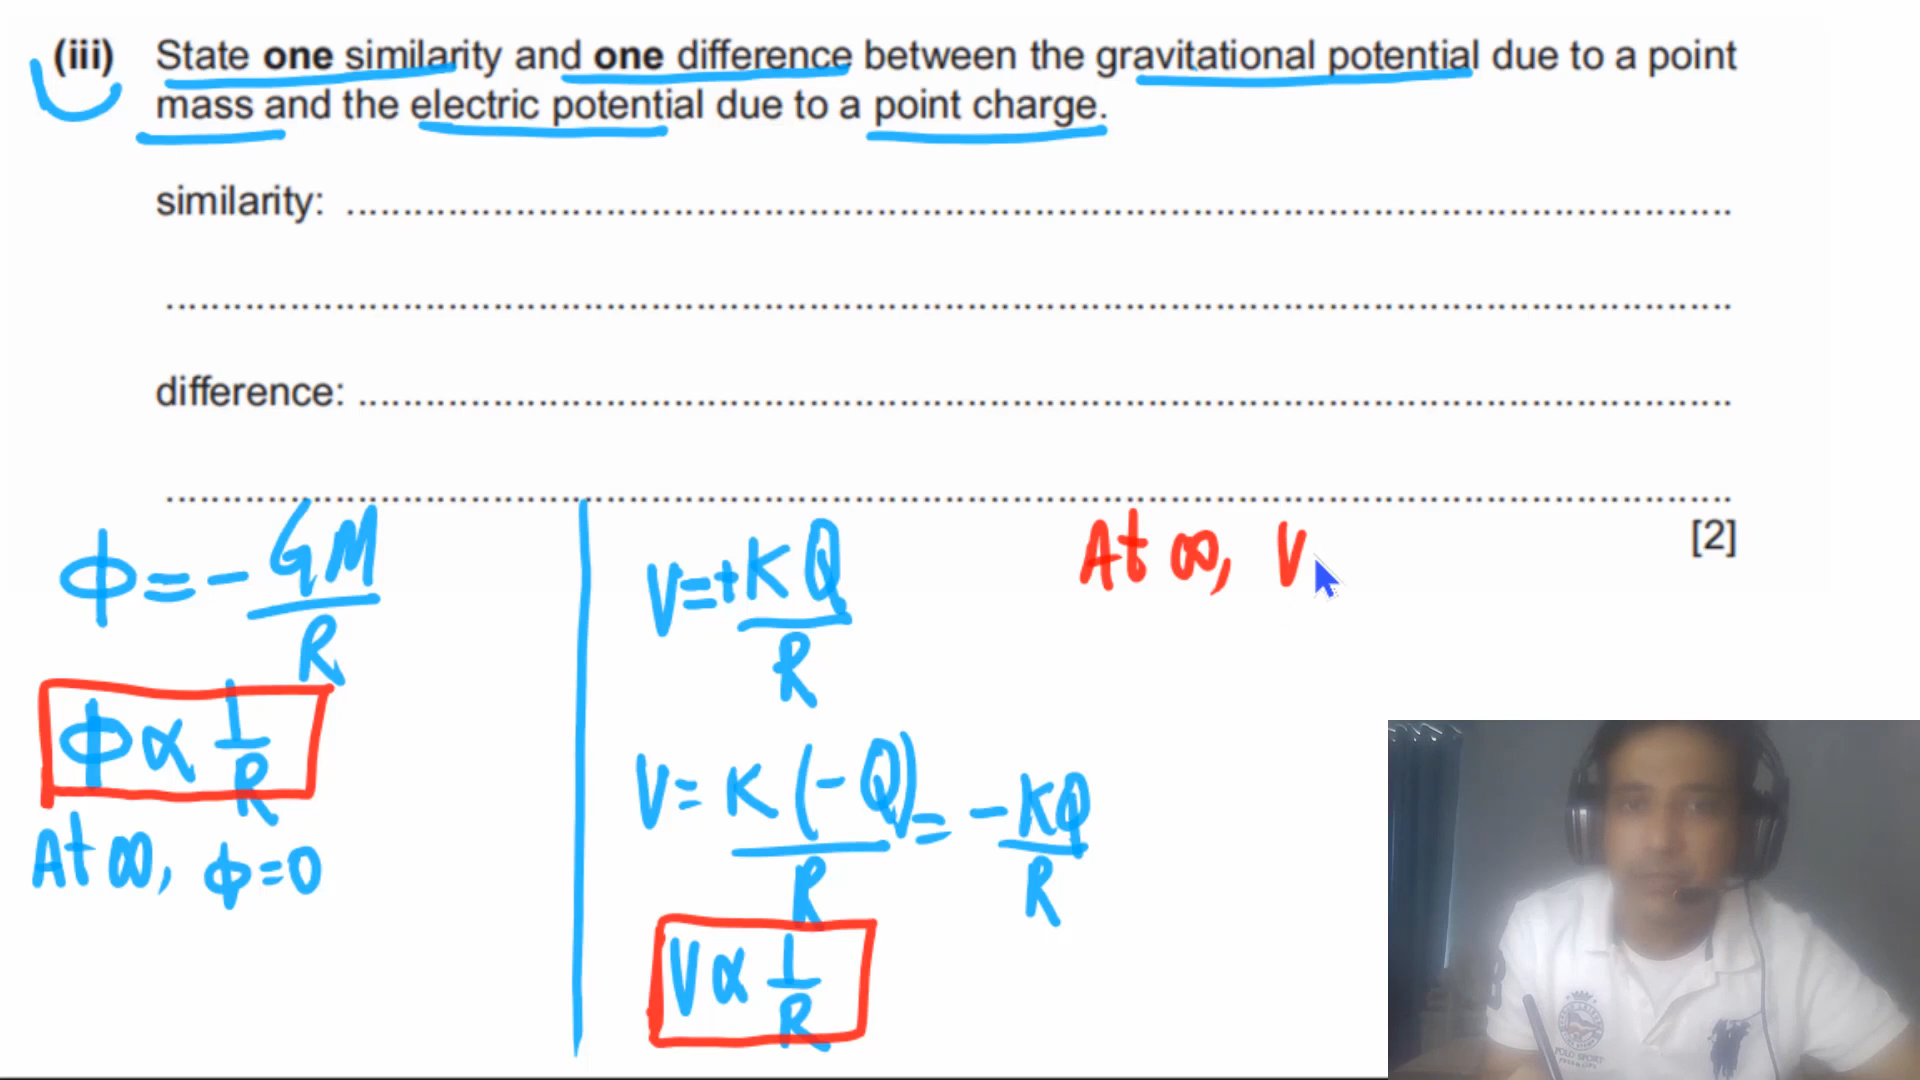 (iii) State one similarity and one difference between the gravitational potential due to a point
mass and the electric potential due to a point charge.
similarity: ........................................................................................................................
........................................................................................................................
difference: ........................................................................................................................
........................................................................................................................
[2]
ϕ = - GM / R
ϕ ∝ 1 / R
At ∞, ϕ = 0
V = + K Q / R
V = K (- Q) / R = - KQ / R
V ∝ 1 / R
At ∞, V